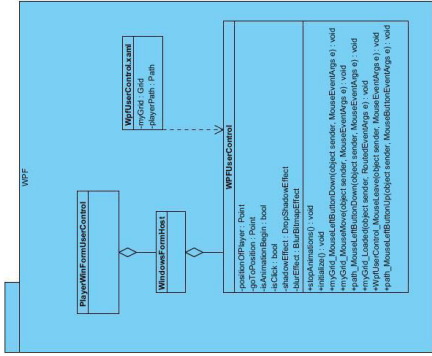 WPF
PlayerWinFormUserControl
WindowsFormHost
WpfUserControl.xaml
-myGrid : Grid
-playerPath : Path
WPFUserControl
-positionOfPlayer : Point
-goToPosition : Point
-isAnimationBegin : bool
-isClick : bool
-shadowEffect : DropShadowEffect
-blurEffect : BlurBitmapEffect
+stopAnimations() : void
+initialize() : void
+myGrid_MouseLeftButtonDown(object sender, MouseEventArgs e) : void
+myGrid_MouseMove(object sender, MouseEventArgs e) : void
+path_MouseLeftButtonDown(object sender, MouseEventArgs e) : void
+myGrid_Loaded(object sender, RoutedEventArgs e) : void
+WpfUserControl_MouseLeave(object sender, MouseEventArgs e) : void
+path_MouseLeftButtonUp(object sender, MouseButtonEventArgs e) : void